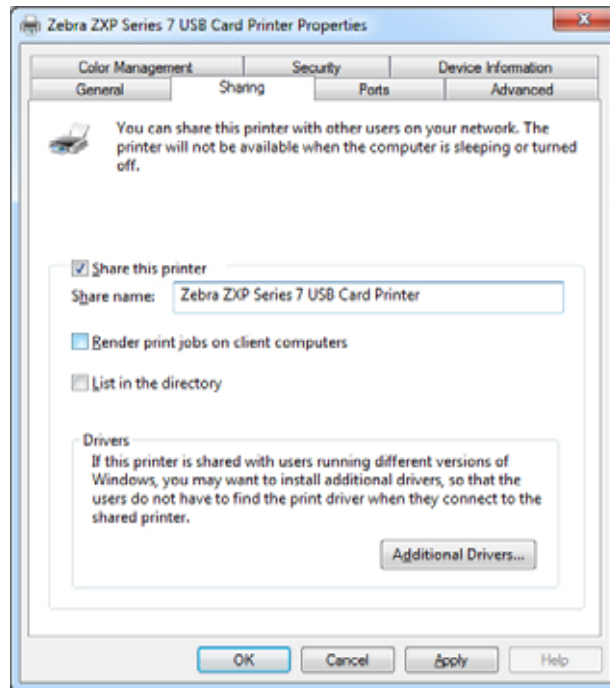 Zebra ZXP Series 7 USB Card Printer Properties
Color Management Security Device Information
General Sharing Ports Advanced
You can share this printer with other users on your network. The
printer will not be available when the computer is sleeping or turned
off.
Share this printer
Share name: Zebra ZXP Series 7 USB Card Printer
Render print jobs on client computers
List in the directory
Drivers
If this printer is shared with users running different versions of
Windows, you may want to install additional drivers, so that the
users do not have to find the print driver when they connect to the
shared printer.
Additional Drivers...
OK Cancel Apply Help